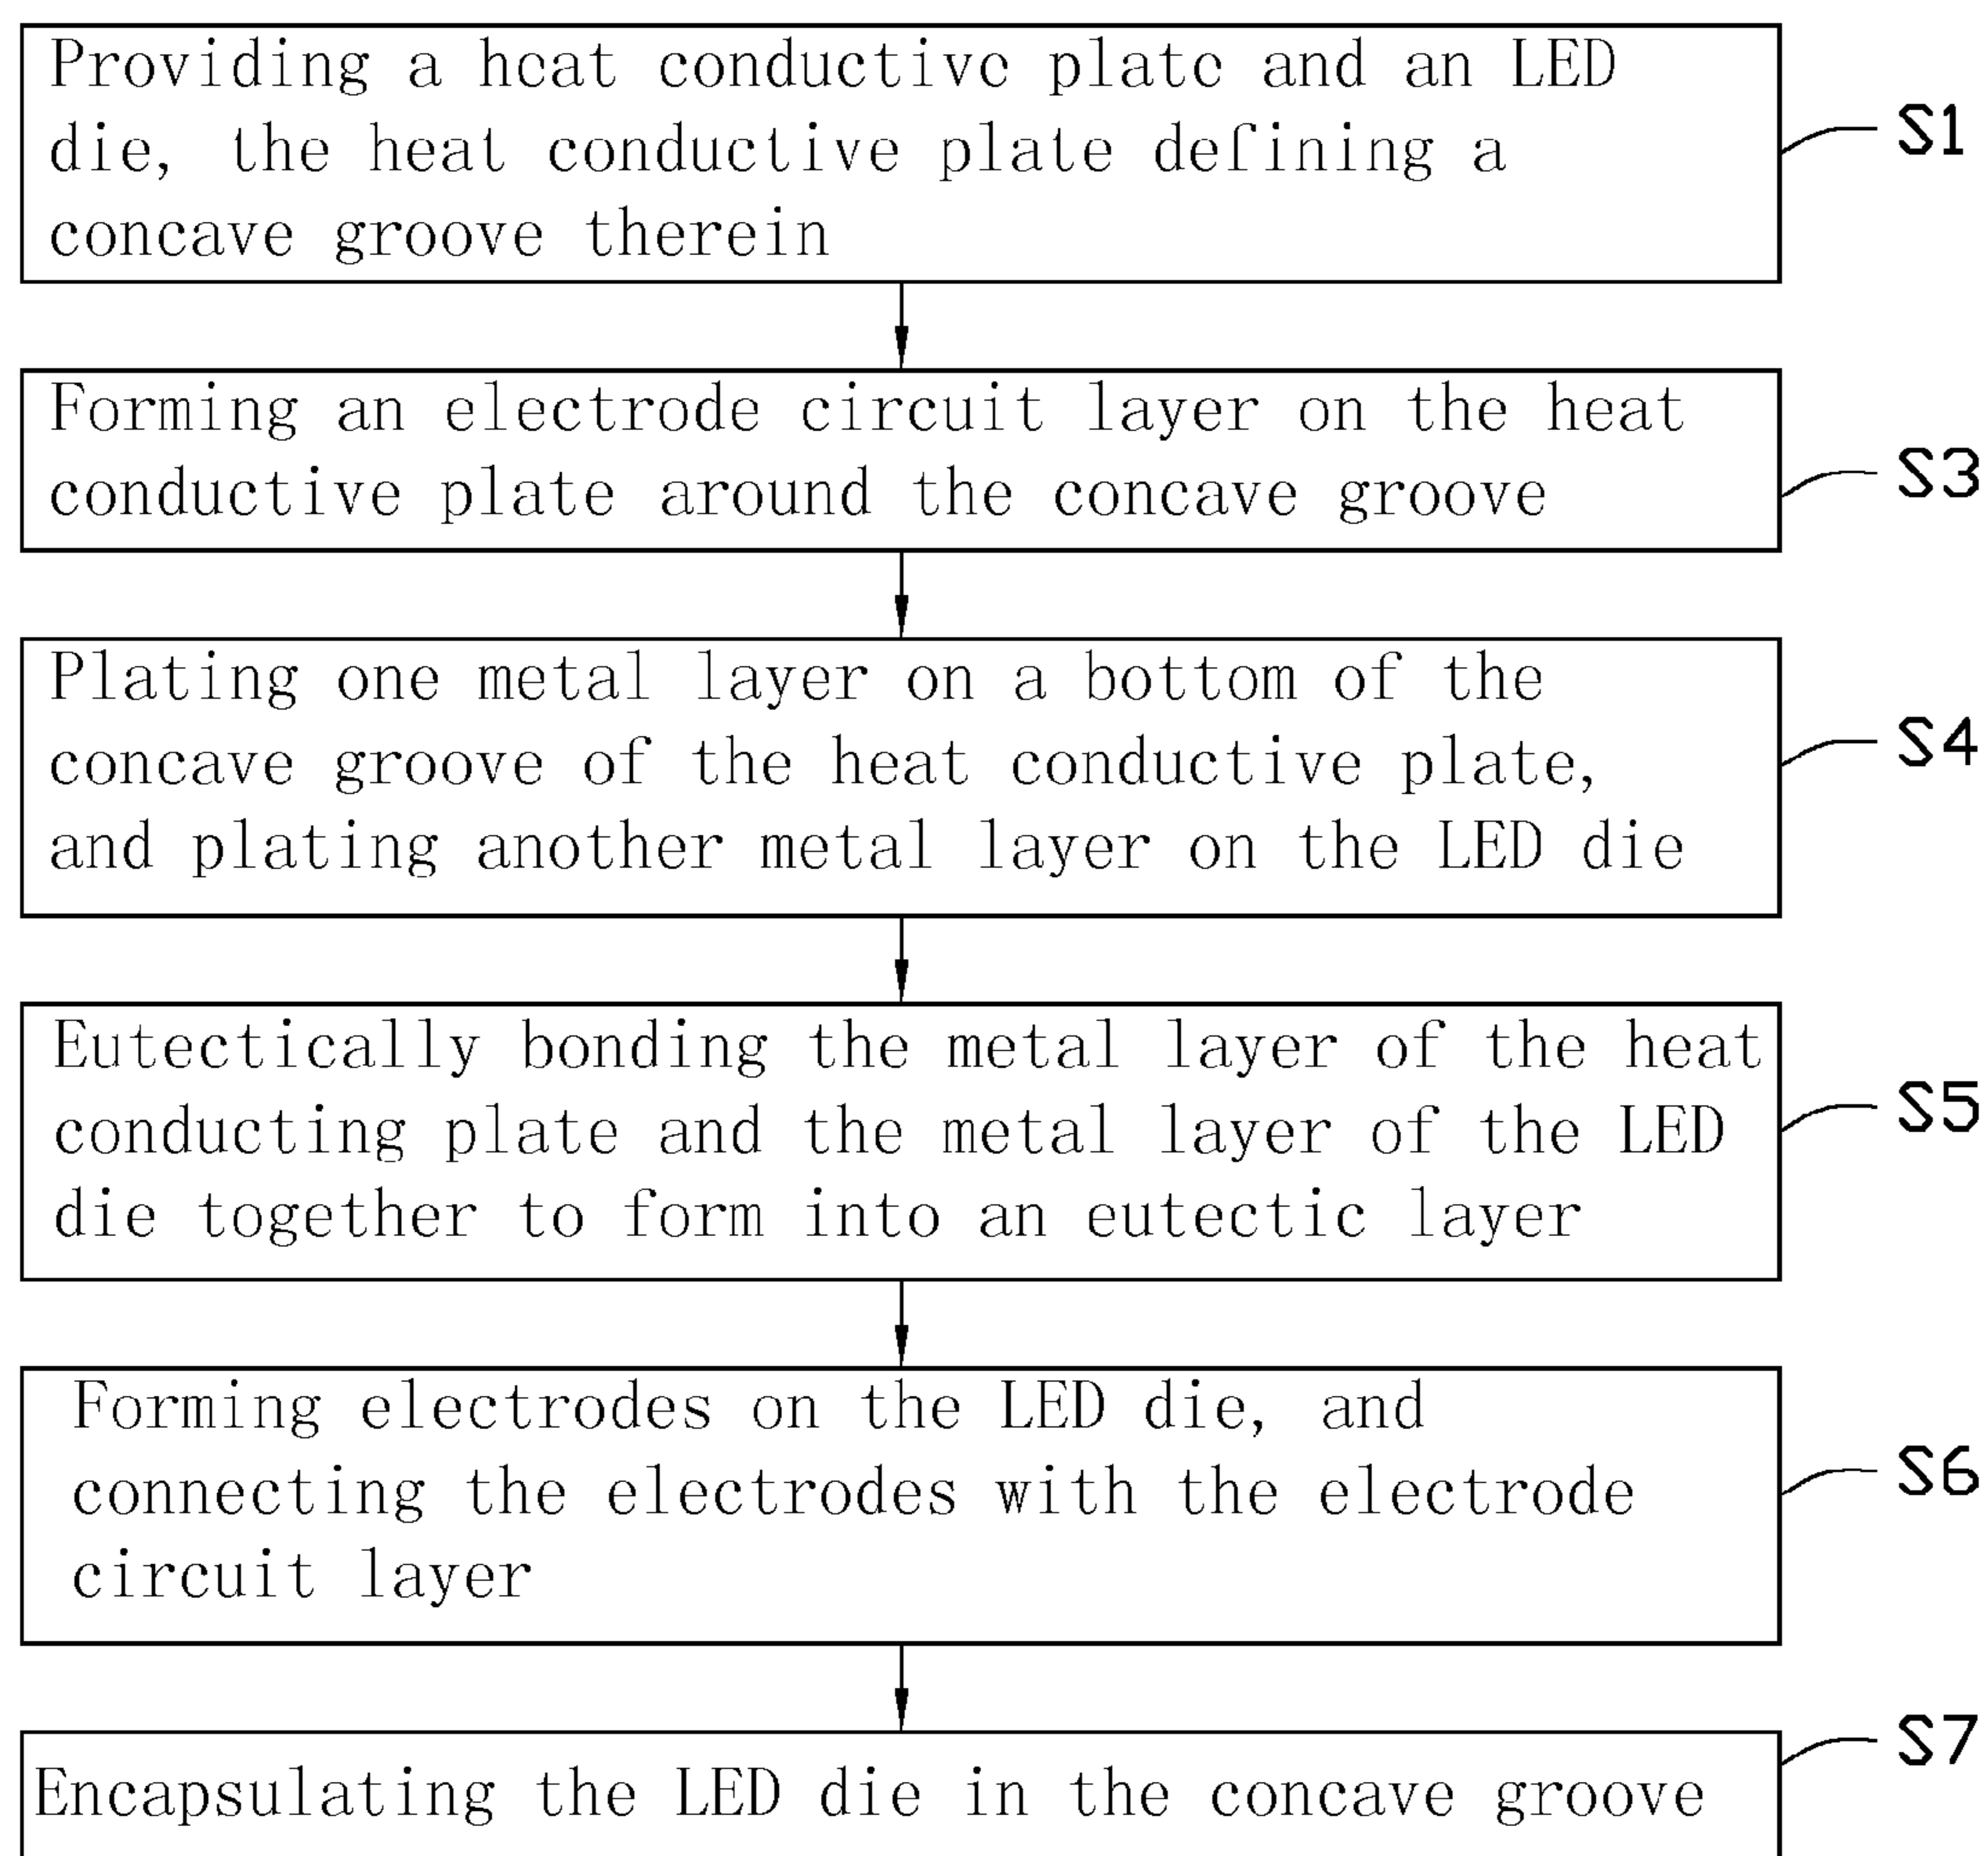 Providing a heat conductive plate and an LED
die, the heat conductive plate defining a
concave groove therein
S1
Forming an electrode circuit layer on the heat
conductive plate around the concave groove
S3
Plating one metal layer on a bottom of the
concave groove of the heat conductive plate,
and plating another metal layer on the LED die
S4
Eutectically bonding the metal layer of the heat
conducting plate and the metal layer of the LED
die together to form into an eutectic layer
S5
Forming electrodes on the LED die, and
connecting the electrodes with the electrode
circuit layer
S6
Encapsulating the LED die in the concave groove
S7